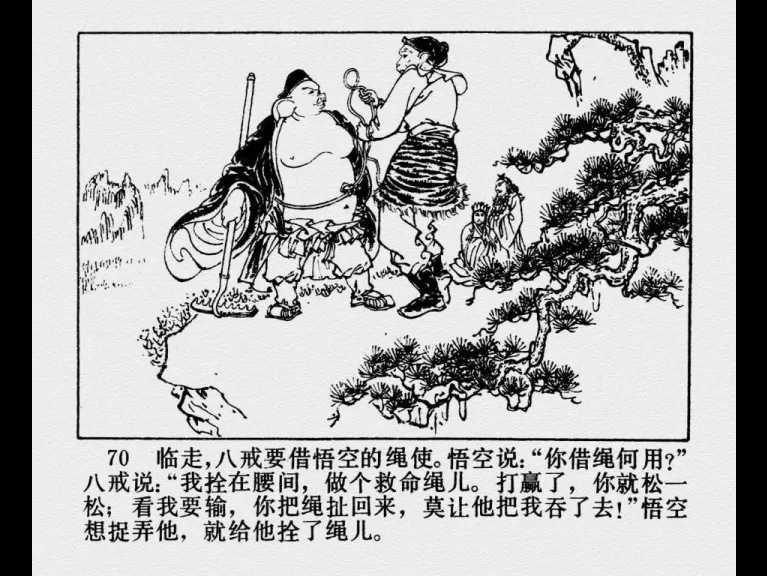 70 临走，八戒要借悟空的绳使。悟空说：“你借绳何用？”
八戒说：“我拴在腰间，做个救命绳儿。打赢了，你就松一
松；看我要输，你把绳扯回来，莫让他把我吞了去！”悟空
想捉弄他，就给他拴了绳儿。